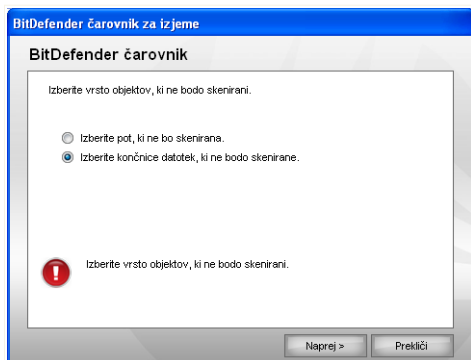 BitDefender čarovnik za izjeme
BitDefender čarovnik
Izberite vrsto objektov, ki ne bodo skenirani.
Izberite pot, ki ne bo skenirana.
Izberite končnice datotek, ki ne bodo skenirane.
Izberite vrsto objektov, ki ne bodo skenirani.
Naprej >
Prekliči